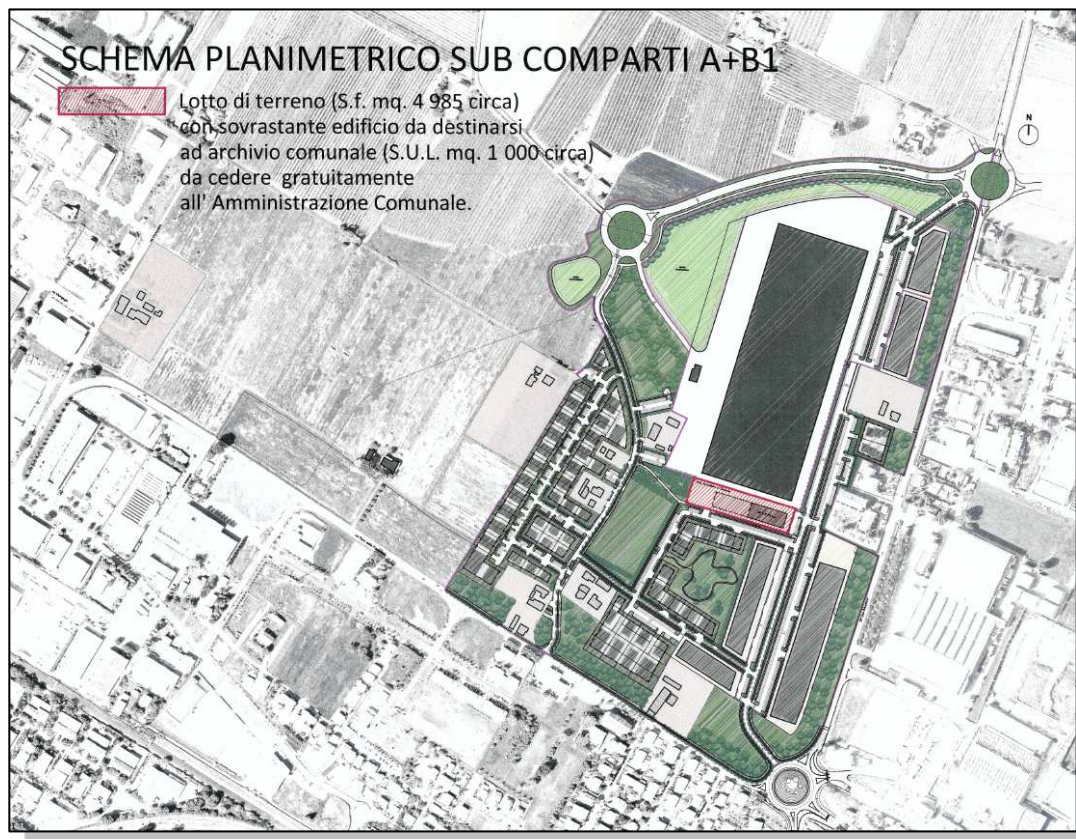 SCHEMA PLANIMETRICO SUB COMPARTI A+B1
Lotto di terreno (S.f. mq. 4 985 circa)
con sovrastante edificio da destinarsi
ad archivio comunale (S.U.L. mq. 1 000 circa)
da cedere gratuitamente
all' Amministrazione Comunale.
N